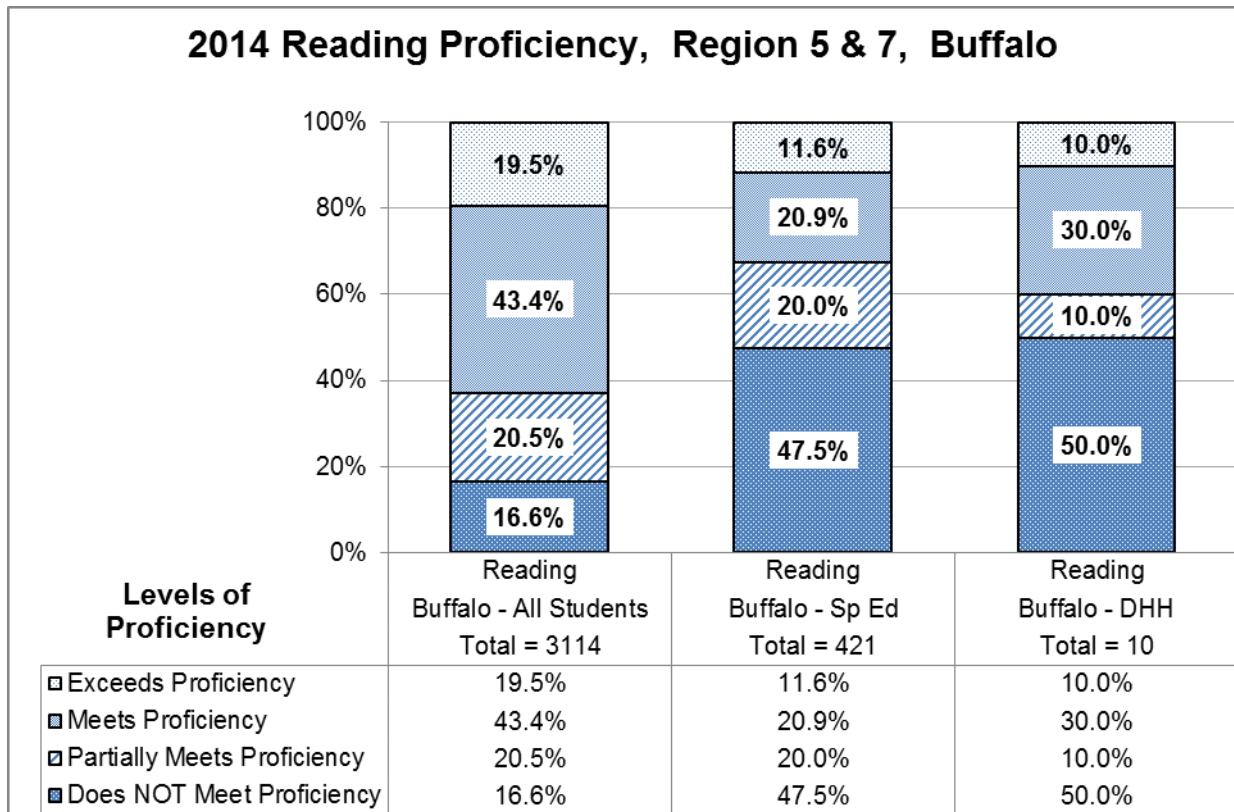 2014 Reading Proficiency, Region 5 & 7, Buffalo
100%
80%
60%
40%
20%
0%
19.5%
43.4%
20.5%
16.6%
11.6%
20.9%
20.0%
47.5%
10.0%
30.0%
10.0%
50.0%
Levels of
Proficiency
Reading
Buffalo - All Students
Total = 3114
Reading
Buffalo - Sp Ed
Total = 421
Reading
Buffalo - DHH
Total = 10
Exceeds Proficiency 19.5% 11.6% 10.0%
Meets Proficiency 43.4% 20.9% 30.0%
Partially Meets Proficiency 20.5% 20.0% 10.0%
Does NOT Meet Proficiency 16.6% 47.5% 50.0%